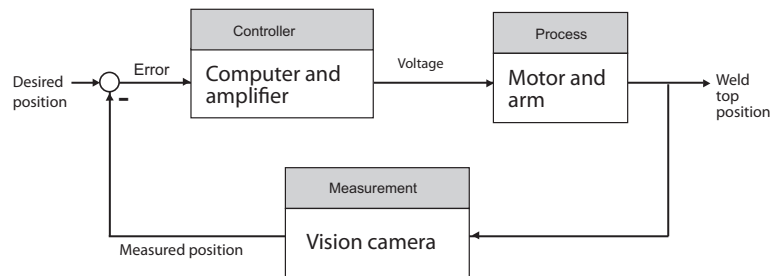 Controller
Process
Desired
position
Error
Computer and
amplifier
Voltage
Motor and
arm
Weld
top
position
-
Measurement
Measured position
Vision camera